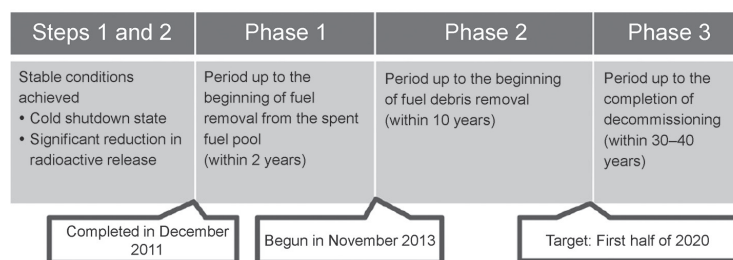 Steps 1 and 2
Phase 1
Phase 2
Phase 3
Stable conditions
achieved
• Cold shutdown state
• Significant reduction in
radioactive release
Period up to the
beginning of fuel
removal from the spent
fuel pool
(within 2 years)
Period up to the beginning
of fuel debris removal
(within 10 years)
Period up to the
completion of
decommissioning
(within 30–40
years)
Completed in December
2011
Begun in November 2013
Target: First half of 2020